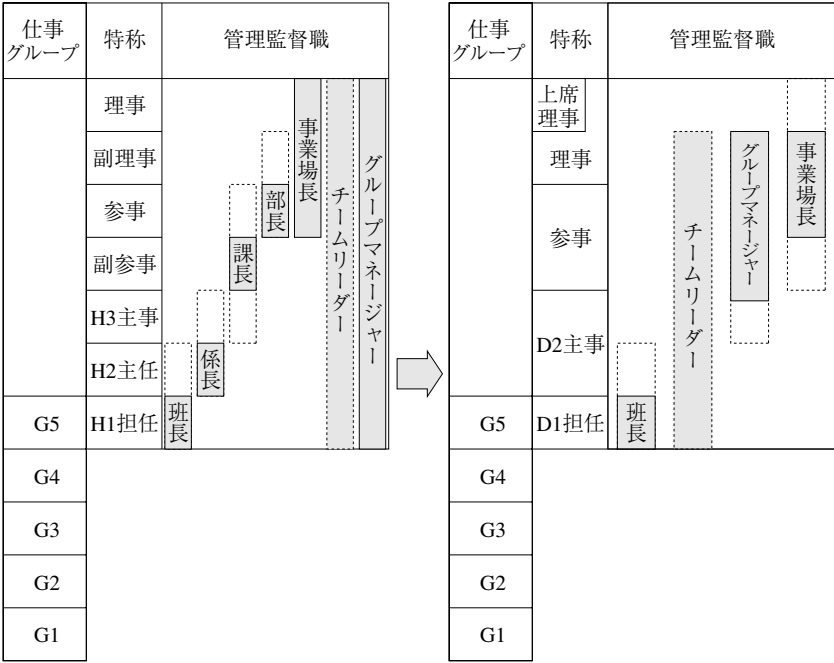 仕事
グループ
特称
管理監督職
理事
副理事
参事
副参事
H3主事
H2主任
G5
H1担任
G4
G3
G2
G1
班長
係長
課長
部長
事業場長
チームリーダー
グループマネージャー
仕事
グループ
特称
管理監督職
上席
理事
理事
参事
D2主事
G5
D1担任
G4
G3
G2
G1
班長
チームリーダー
グループマネージャー
事業場長